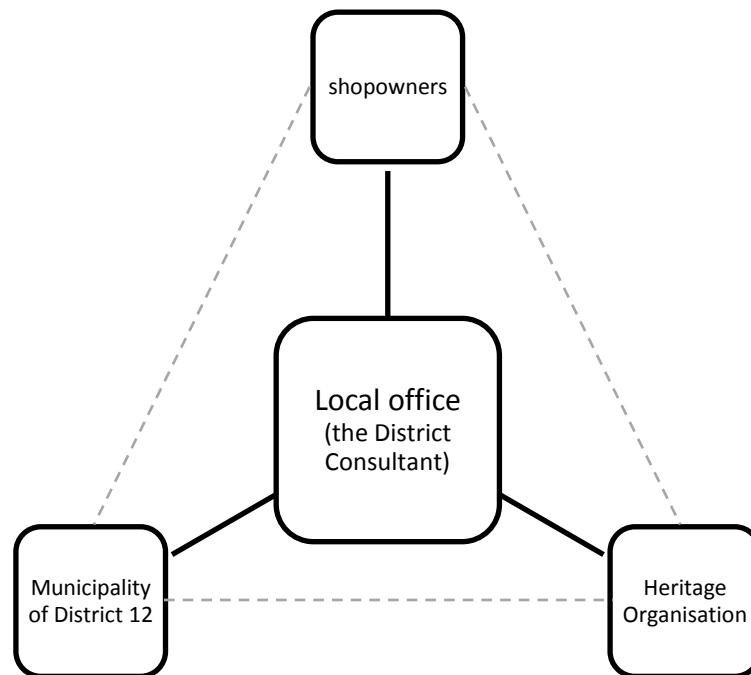 shopowners
Local office
(the District
Consultant)
Municipality
of District 12
Heritage
Organisation